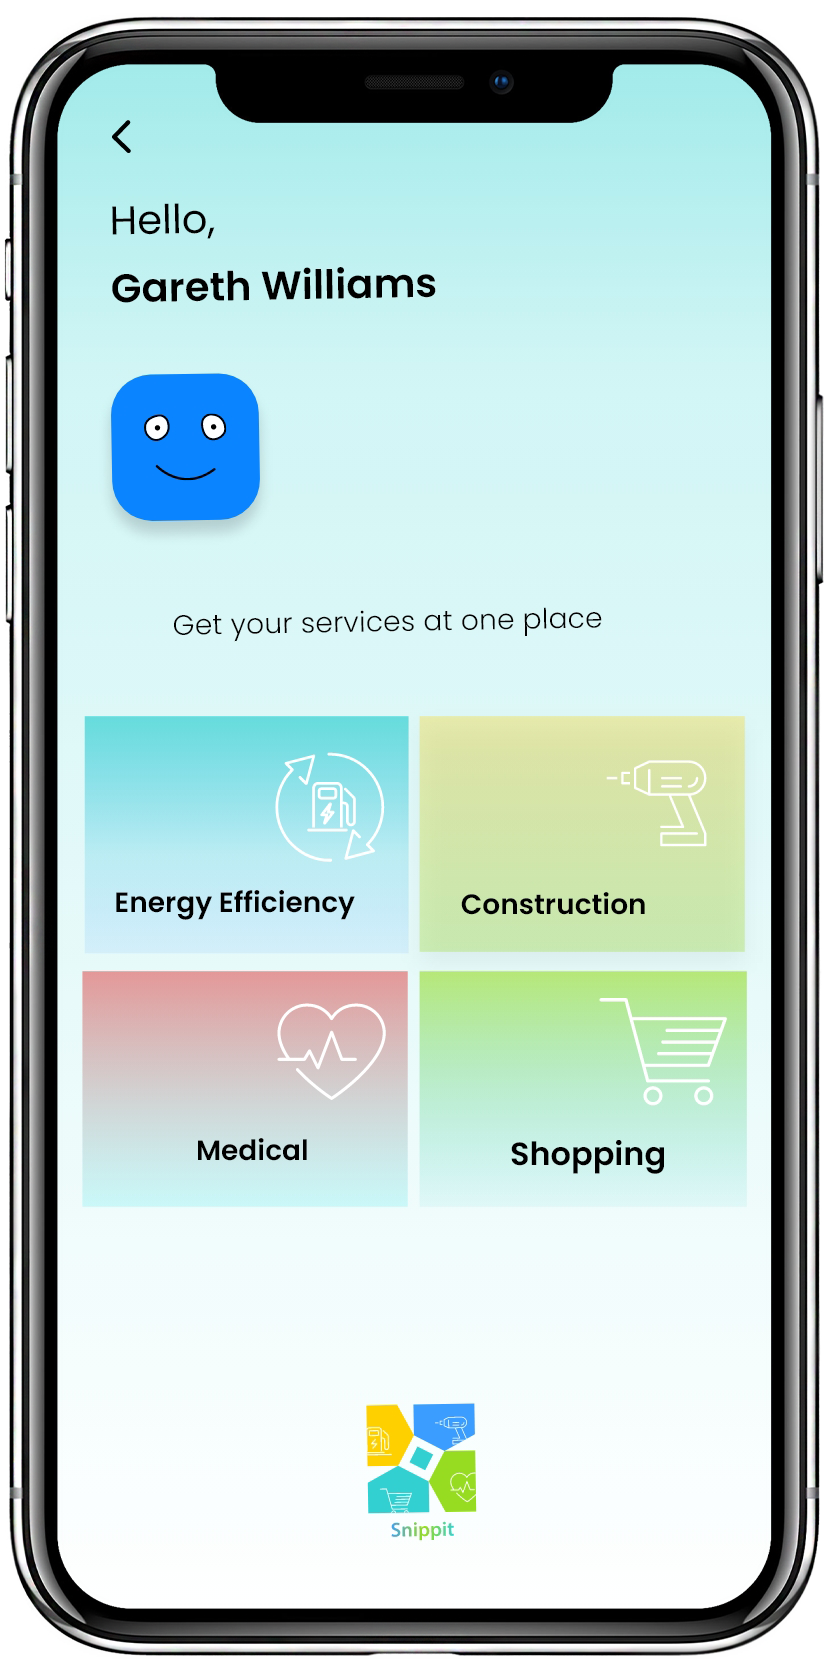 Hello,
Gareth Williams
Get your services at one place
Energy Efficiency
Construction
Medical
Shopping
Snippit